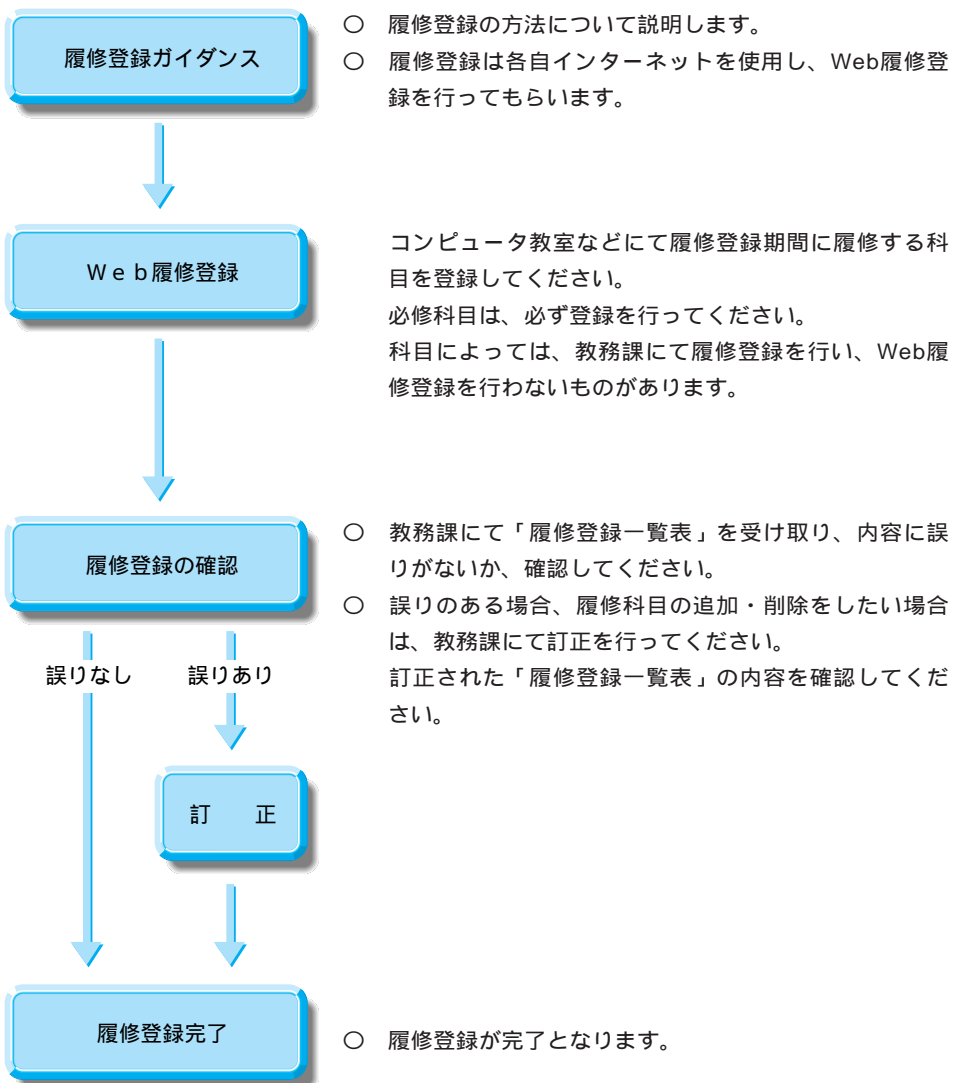 履修登録ガイダンス
〇 履修登録の方法について説明します。
〇 履修登録は各自インターネットを使用し、Web履修登
録を行ってもらいます。
Ｗｅｂ履修登録
コンピュータ教室などにて履修登録期間に履修する科
目を登録してください。
必修科目は、必ず登録を行ってください。
科目によっては、教務課にて履修登録を行い、Web履
修登録を行わないものがあります。
履修登録の確認
〇 教務課にて「履修登録一覧表」を受け取り、内容に誤
りがないか、確認してください。
〇 誤りのある場合、履修科目の追加・削除をしたい場合
は、教務課にて訂正を行ってください。
訂正された「履修登録一覧表」の内容を確認してくだ
さい。
誤りなし 誤りあり
訂　正
履修登録完了
〇 履修登録が完了となります。